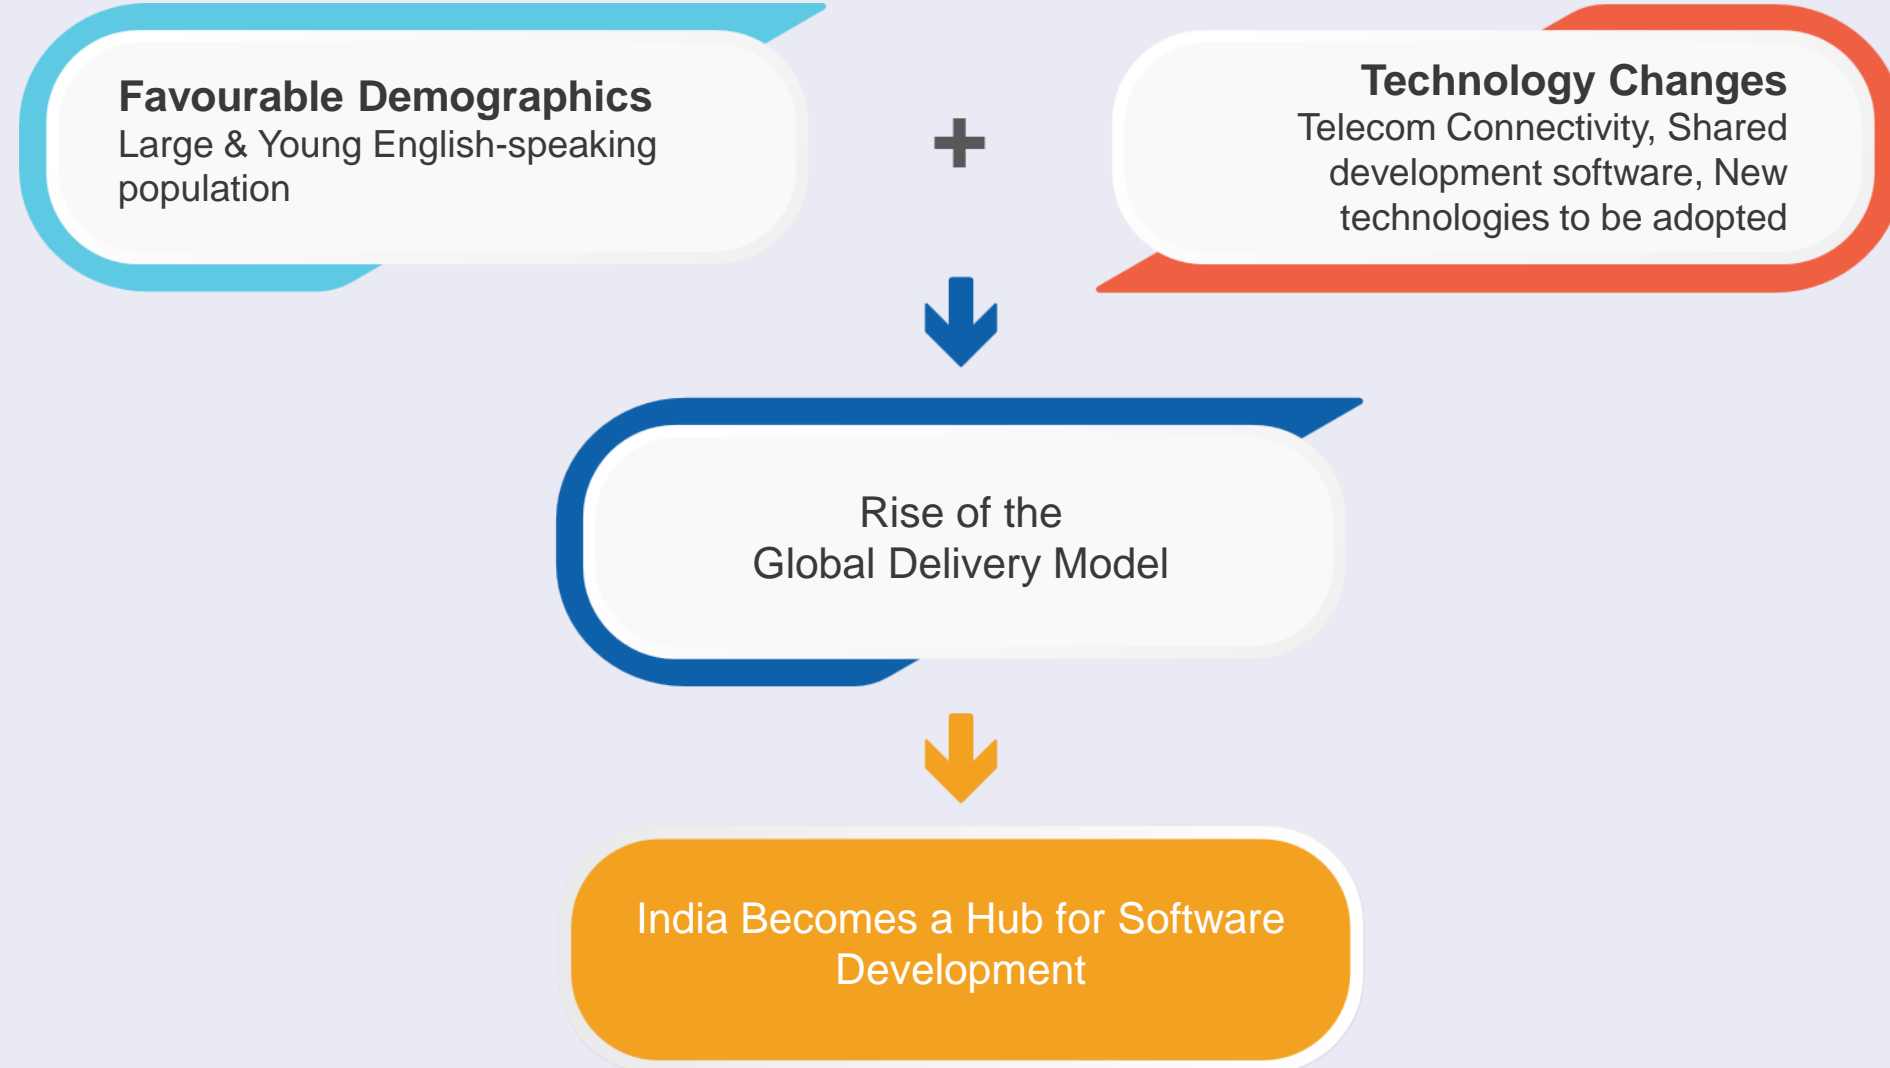 Favourable Demographics
Large & Young English-speaking
population
+
Technology Changes
Telecom Connectivity, Shared
development software, New
technologies to be adopted
Rise of the
Global Delivery Model
India Becomes a Hub for Software
Development